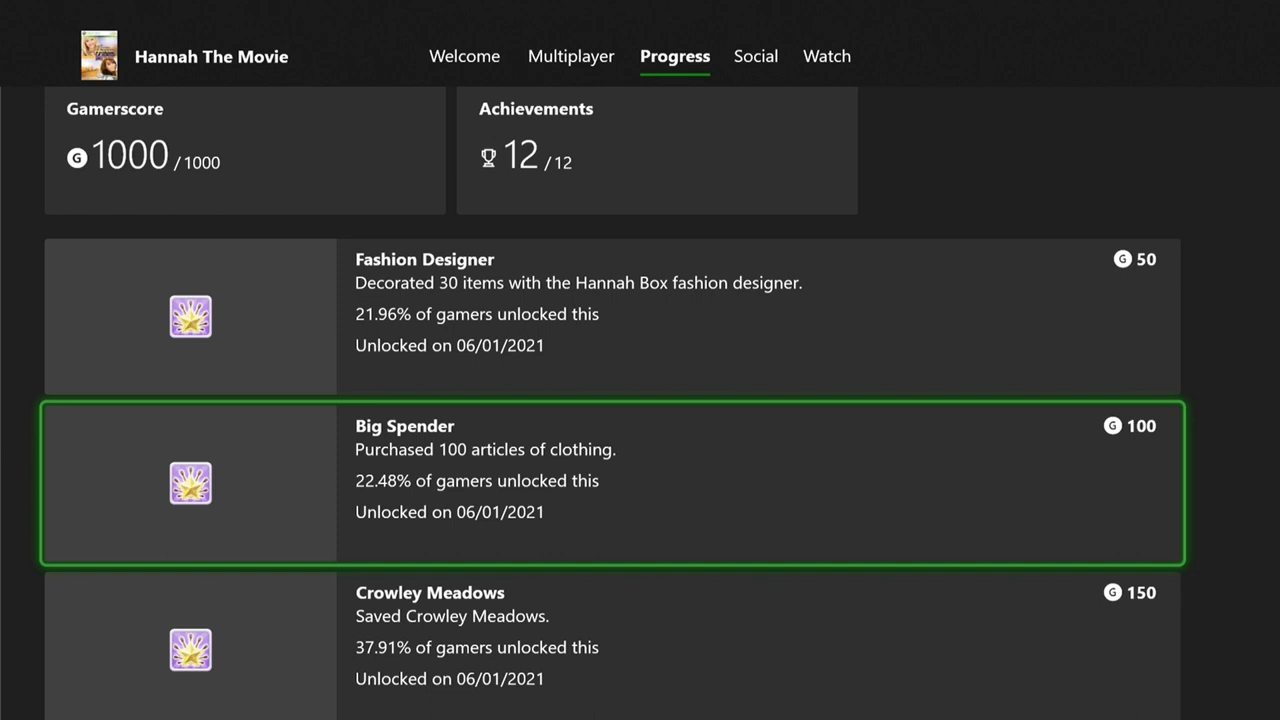 Hannah The Movie
Welcome Multiplayer Progress Social Watch
Gamerscore
G 1000 / 1000
Achievements
12 / 12
Fashion Designer
G 50
Decorated 30 items with the Hannah Box fashion designer.
21.96% of gamers unlocked this
Unlocked on 06/01/2021
Big Spender
G 100
Purchased 100 articles of clothing.
22.48% of gamers unlocked this
Unlocked on 06/01/2021
Crowley Meadows
G 150
Saved Crowley Meadows.
37.91% of gamers unlocked this
Unlocked on 06/01/2021